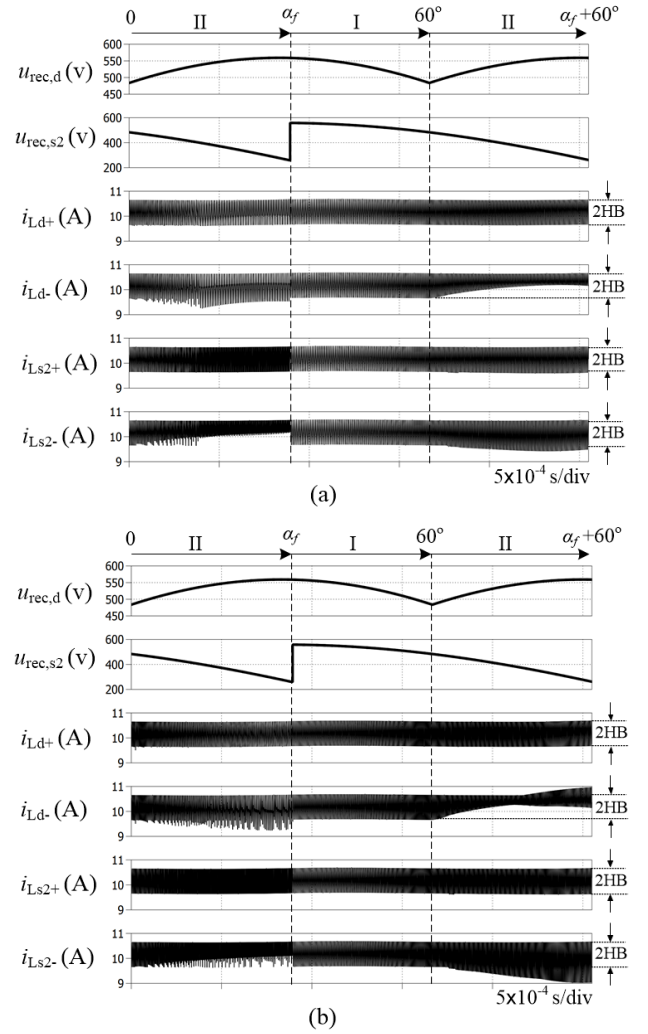 0 II αf I 60° II αf+60°
600
urec,d (v) 550
500
450
600
urec,s2 (v) 400
200
11
iLd+ (A) 10 2HB
9
11
iLd- (A) 10 2HB
9
11
iLs2+ (A) 10 2HB
9
11
iLs2- (A) 10 2HB
9
5x10-4 s/div
(a)
0 II αf I 60° II αf+60°
600
urec,d (v) 550
500
450
600
urec,s2 (v) 400
200
11
iLd+ (A) 10 2HB
9
11
iLd- (A) 10 2HB
9
11
iLs2+ (A) 10 2HB
9
11
iLs2- (A) 10 2HB
9
5x10-4 s/div
(b)